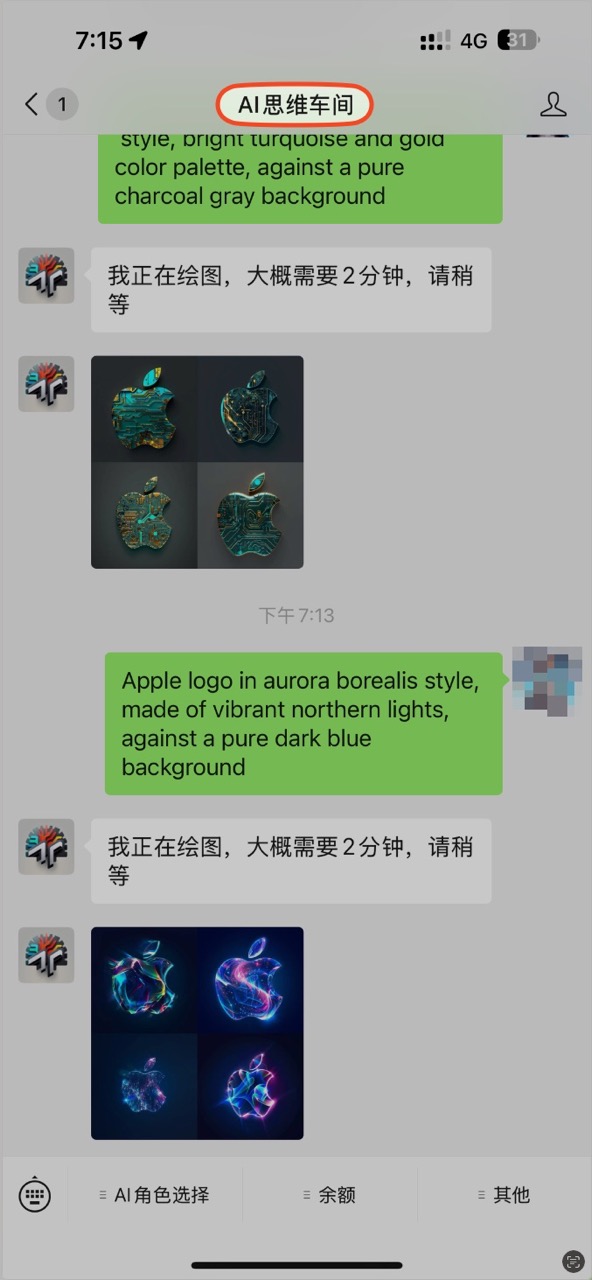 7:15
4G
31
1
AI思维车间
style, bright turquoise and gold
color palette, against a pure
charcoal gray background
我正在绘图，大概需要2分钟，请稍
等
下午7:13
Apple logo in aurora borealis style,
made of vibrant northern lights,
against a pure dark blue
background
我正在绘图，大概需要2分钟，请稍
等
AI角色选择
余额
其他